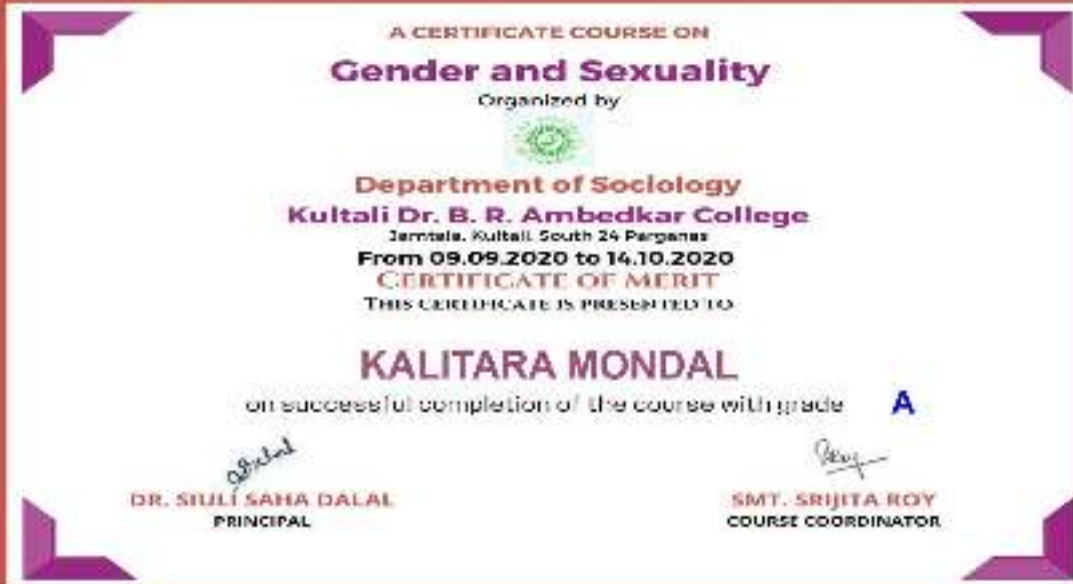 A CERTIFICATE COURSE ON
Gender and Sexuality
Organized by
Department of Sociology
Kultali Dr. B. R. Ambedkar College
Jamtala, Kultali, South 24 Parganas
From 09.09.2020 to 14.10.2020
CERTIFICATE OF MERIT
THIS CERTIFICATE IS PRESENTED TO
KALITARA MONDAL
on successful completion of the course with grade A
DR. SIULI SAHA DALAL
PRINCIPAL
SMT. SRIJITA ROY
COURSE COORDINATOR